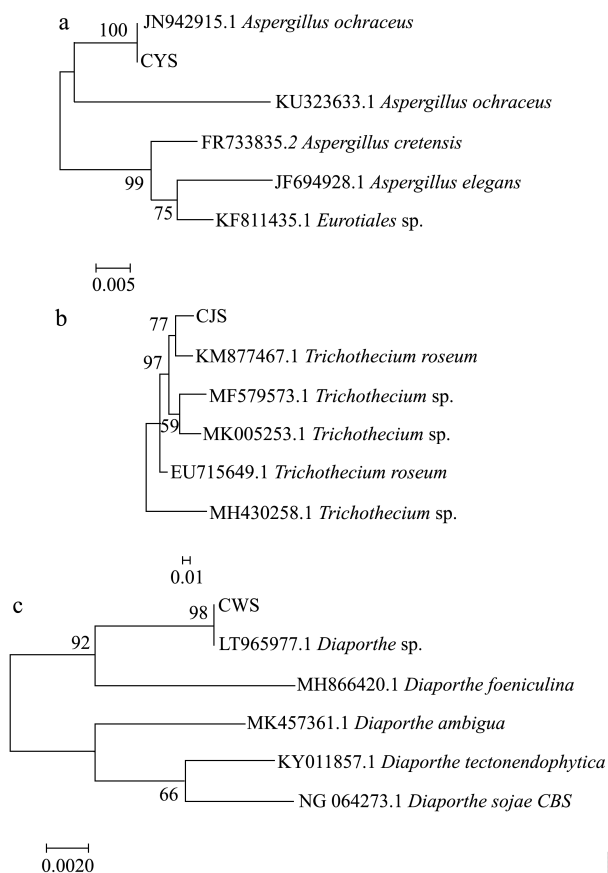 a
JN942915.1 Aspergillus ochraceus
100
CYS
KU323633.1 Aspergillus ochraceus
FR733835.2 Aspergillus cretensis
99
JF694928.1 Aspergillus elegans
75
KF811435.1 Eurotiales sp.
0.005
b
CJS
77
KM877467.1 Trichothecium roseum
97
MF579573.1 Trichothecium sp.
59
MK005253.1 Trichothecium sp.
EU715649.1 Trichothecium roseum
MH430258.1 Trichothecium sp.
0.01
c
CWS
98
LT965977.1 Diaporthe sp.
92
MH866420.1 Diaporthe foeniculina
MK457361.1 Diaporthe ambigua
KY011857.1 Diaporthe tectonendophytica
66
NG 064273.1 Diaporthe sojae CBS
0.0020